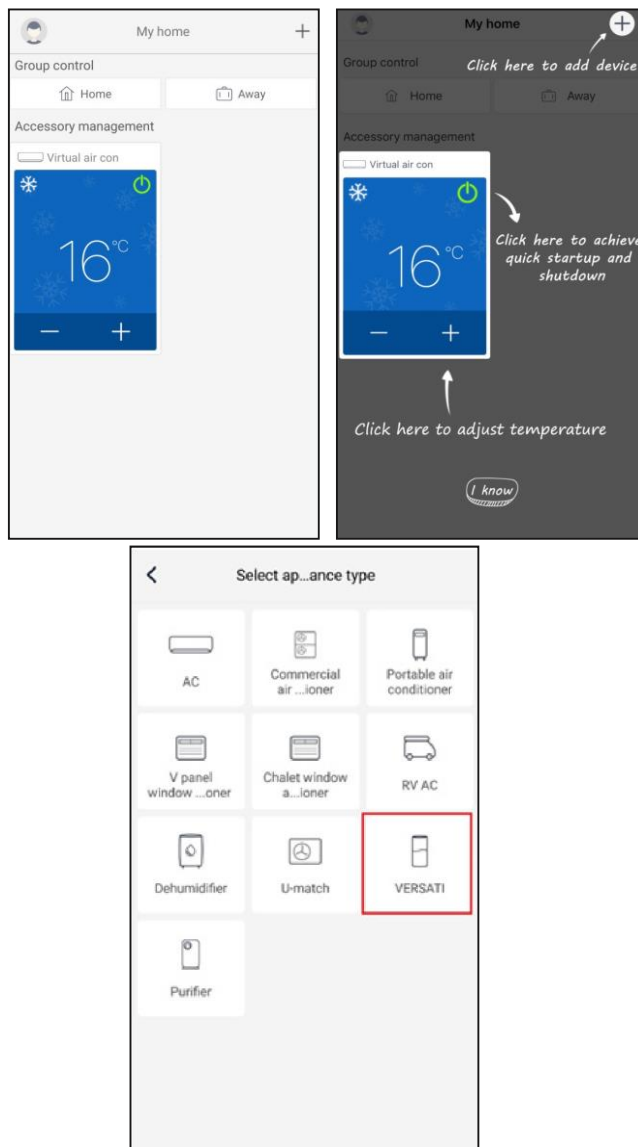 My home
+
Group control
Home
Away
Accessory management
Virtual air con
16°C
− +
My home
+
Click here to add device
Group control
Home
Away
Accessory management
Virtual air con
16°C
− +
Click here to achieve
quick startup and
shutdown
Click here to adjust temperature
I know
Select ap...ance type
AC
Commercial
air ...ioner
Portable air
conditioner
V panel
window ...oner
Chalet window
a...ioner
RV AC
Dehumidifier
U-match
VERSATI
Purifier